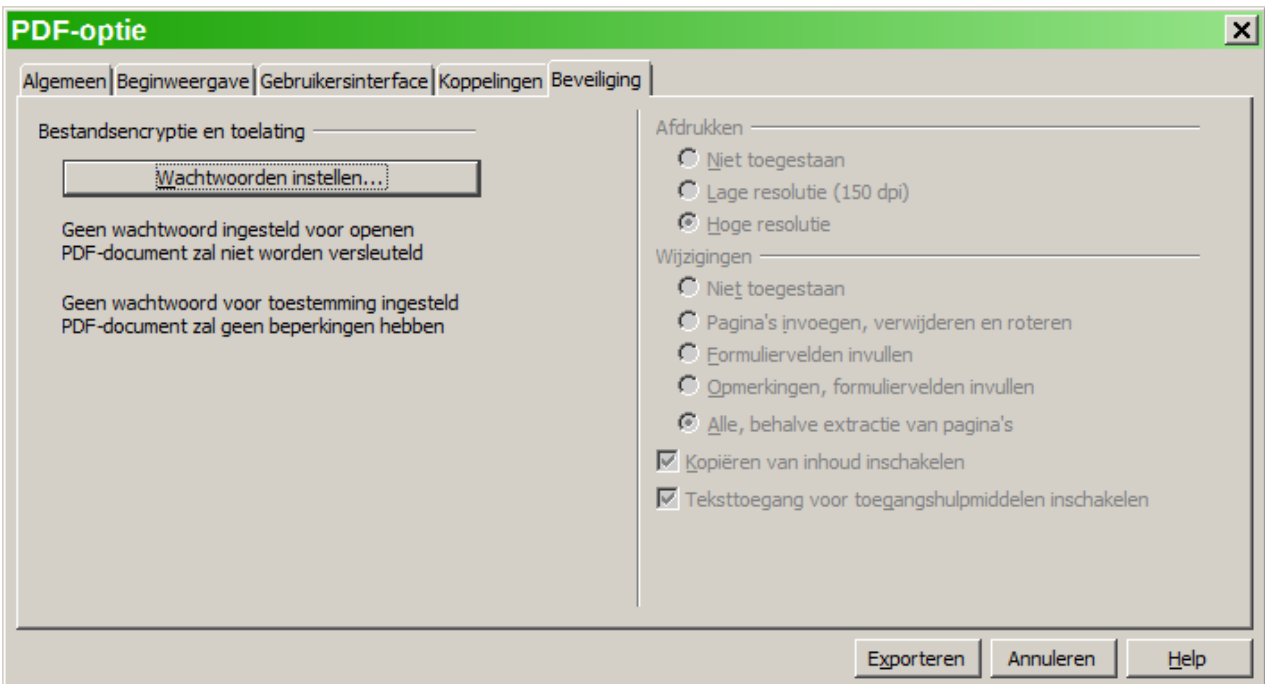 PDF-optie
Algemeen Beginweergave Gebruikersinterface Koppelingen Beveiliging
Bestandsencryptie en toelating
Wachtwoorden instellen...
Geen wachtwoord ingesteld voor openen
PDF-document zal niet worden versleuteld
Geen wachtwoord voor toestemming ingesteld
PDF-document zal geen beperkingen hebben
Afdrukken
Niet toegestaan
Lage resolutie (150 dpi)
Hoge resolutie
Wijzigingen
Niet toegestaan
Pagina's invoegen, verwijderen en roteren
Formuliervelden invullen
Opmerkingen, formuliervelden invullen
Alle, behalve extractie van pagina's
Kopiëren van inhoud inschakelen
Teksttoegang voor toegangshulpmiddelen inschakelen
Exporteren Annuleren Help